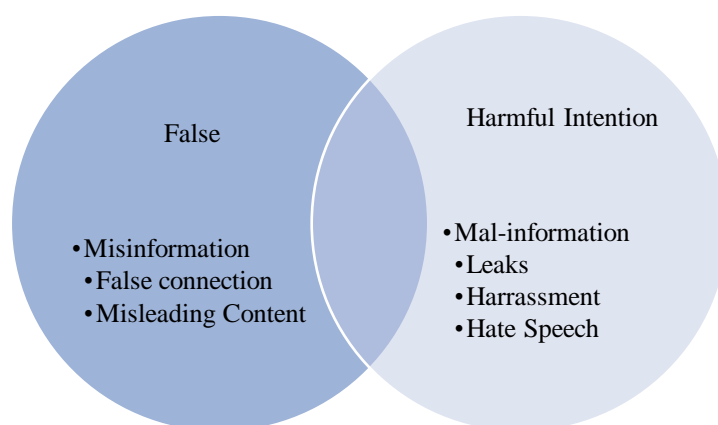 False
•Misinformation
•False connection
•Misleading Content
Harmful Intention
•Mal-information
•Leaks
•Harrassment
•Hate Speech